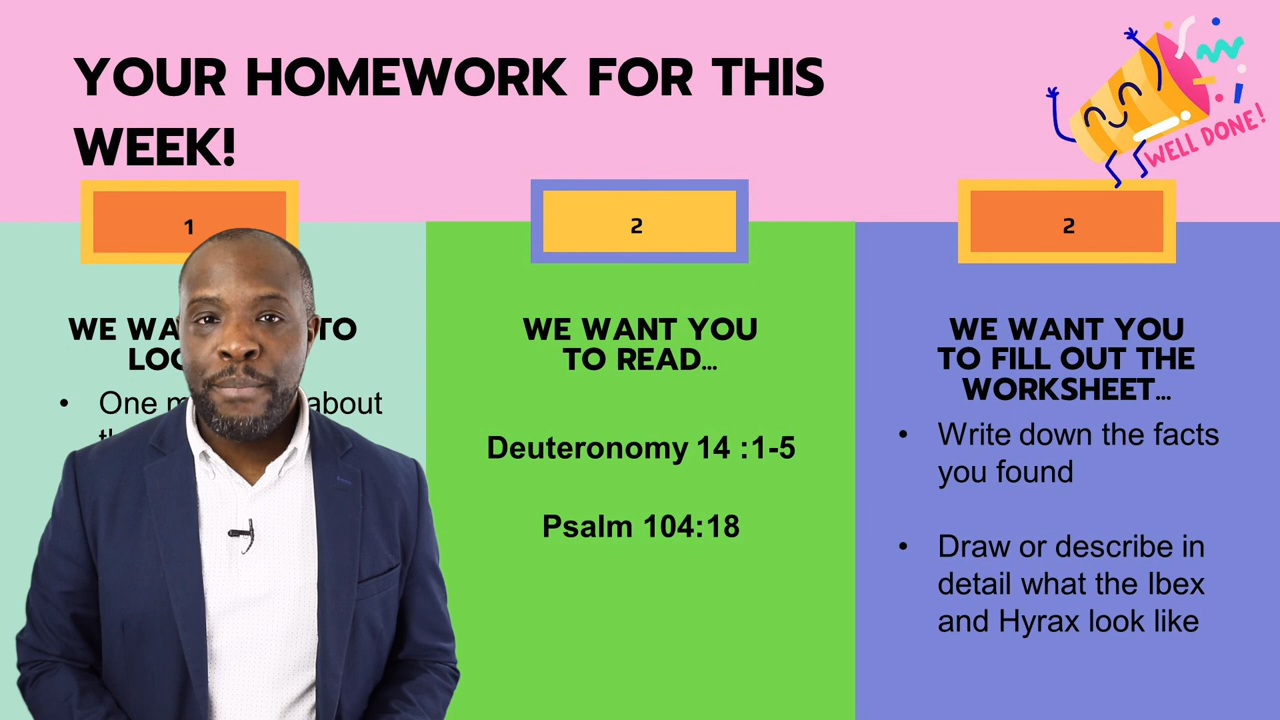 YOUR HOMEWORK FOR THIS
WEEK!
WELL DONE!
1
WE TO
One about
2
WE WANT YOU
TO READ...
Deuteronomy 14 :1-5
Psalm 104:18
2
WE WANT YOU
TO FILL OUT THE
WORKSHEET...
• Write down the facts
you found
• Draw or describe in
detail what the Ibex
and Hyrax look like